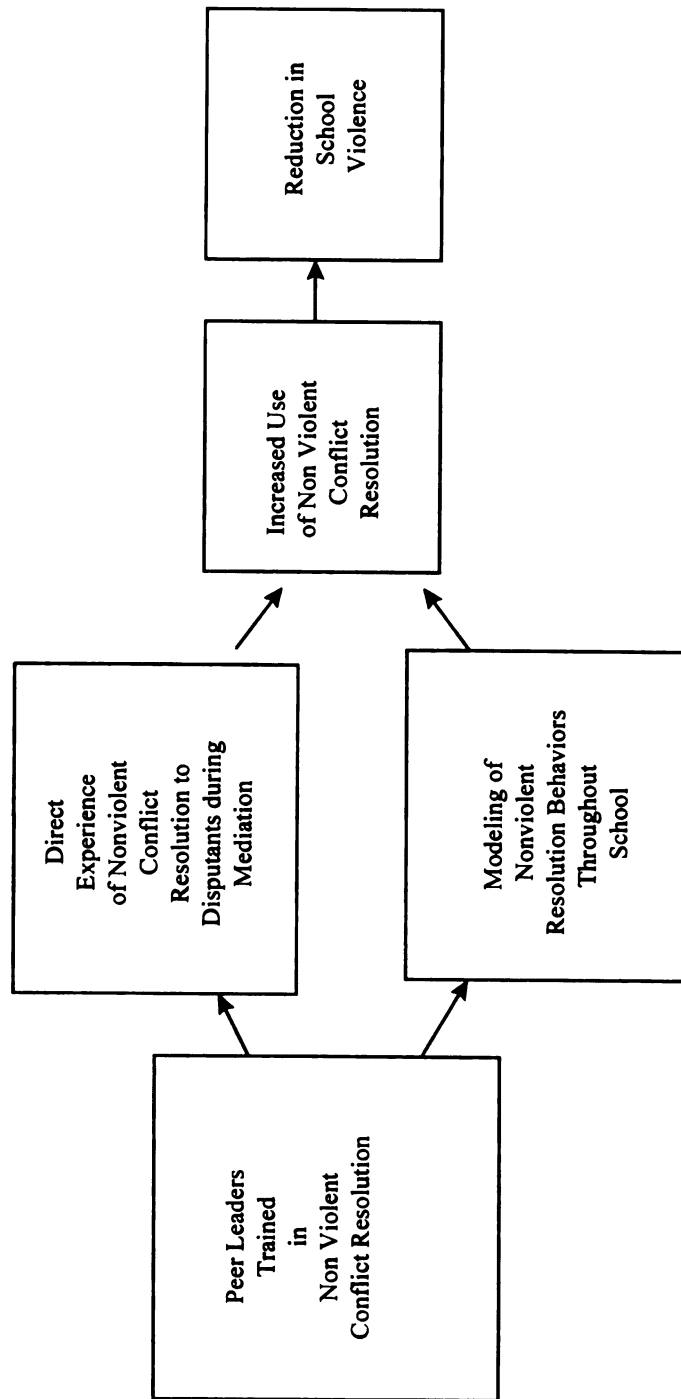 Peer Leaders
Trained
in
Non Violent
Conflict Resolution
Direct
Experience
of Nonviolent
Conflict
Resolution to
Disputants during
Mediation
Modeling of
Nonviolent
Resolution Behaviors
Throughout
School
Increased Use
of Non Violent
Conflict
Resolution
Reduction in
School
Violence